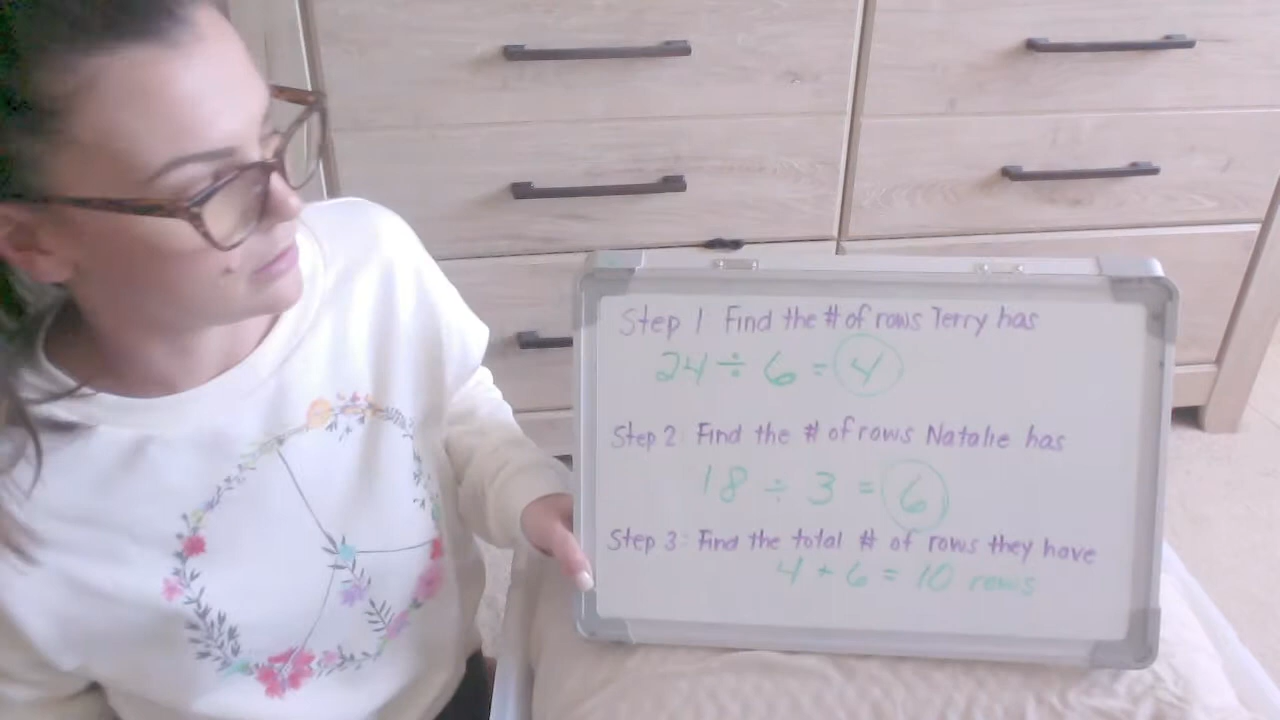 Step 1 Find the # of rows Terry has
24 ÷ 6 = 4
Step 2: Find the # of rows Natalie has
18 ÷ 3 = 6
Step 3: Find the total # of rows they have
4 + 6 = 10 rows